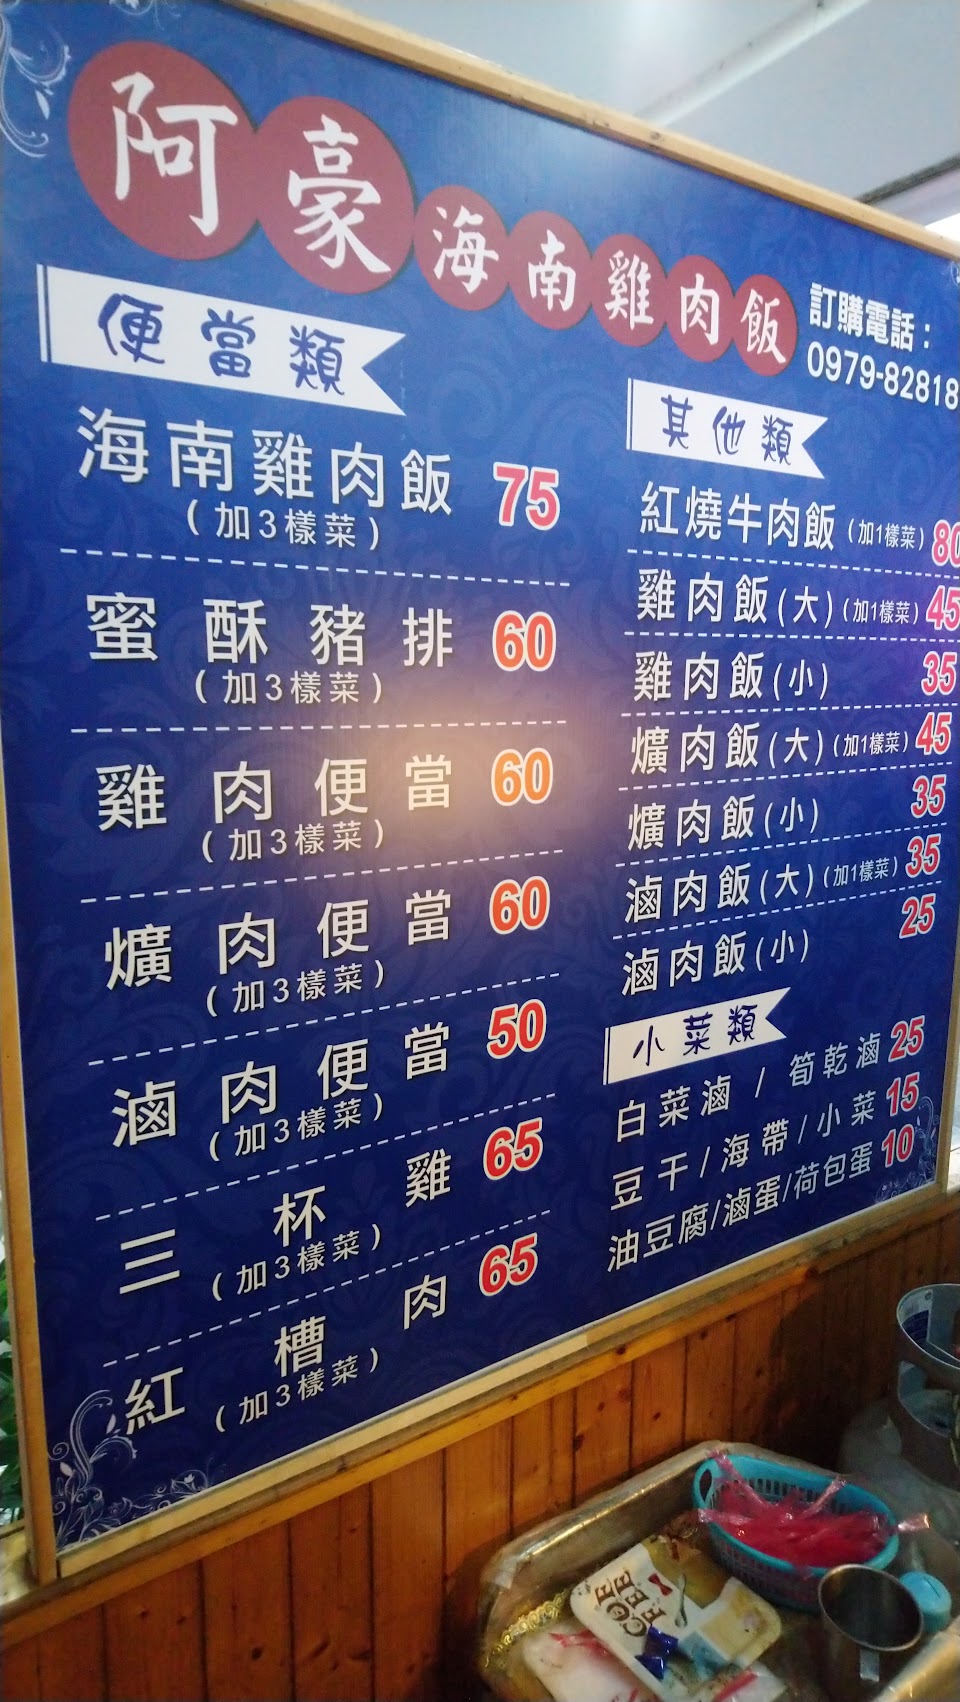 阿豪海南雞肉飯
訂購電話：
0979-82818
便當類
海南雞肉飯 75
(加3樣菜)
蜜酥豬排 60
(加3樣菜)
雞肉便當 60
(加3樣菜)
爌肉便當 60
(加3樣菜)
滷肉便當 50
(加3樣菜)
三杯雞 65
(加3樣菜)
紅槽肉 65
(加3樣菜)
其他類
紅燒牛肉飯(加1樣菜) 80
雞肉飯(大)(加1樣菜) 45
雞肉飯(小) 35
爌肉飯(大)(加1樣菜) 45
爌肉飯(小) 35
滷肉飯(大)(加1樣菜) 35
滷肉飯(小) 25
小菜類
白菜滷/筍乾滷 25
豆干/海帶/小菜 15
油豆腐/滷蛋/荷包蛋 10